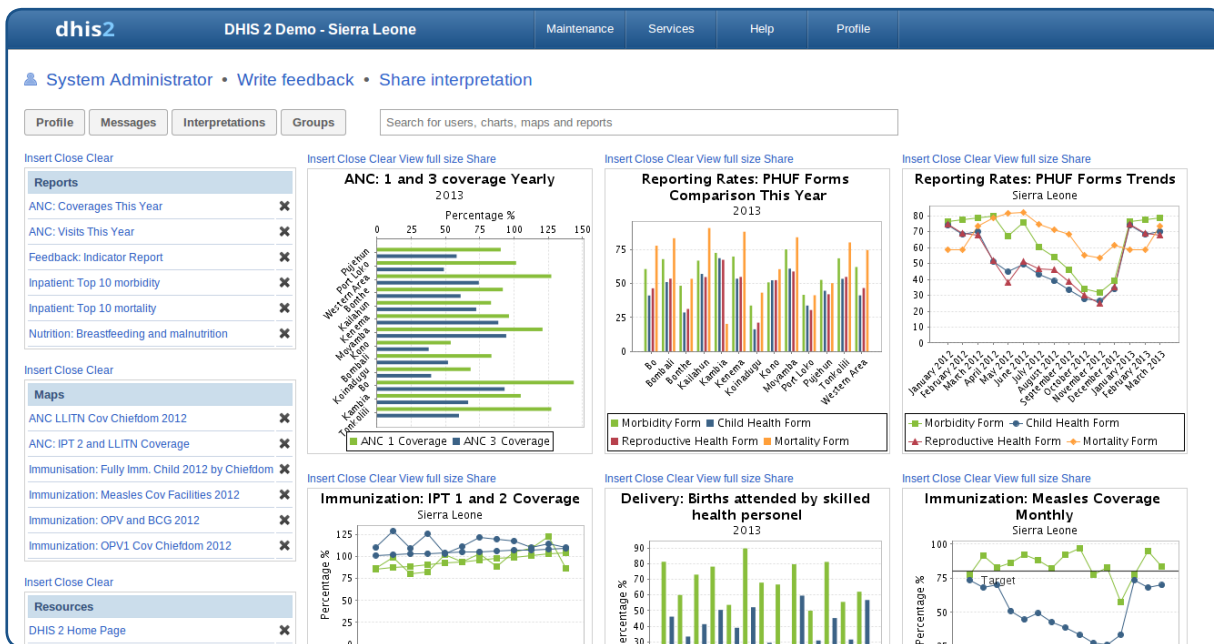 dhis2
DHIS 2 Demo - Sierra Leone
Maintenance
Services
Help
Profile
System Administrator • Write feedback • Share interpretation
Profile
Messages
Interpretations
Groups
Search for users, charts, maps and reports
Insert Close Clear
Reports
ANC: Coverages This Year
ANC: Visits This Year
Feedback: Indicator Report
Inpatient: Top 10 morbidity
Inpatient: Top 10 mortality
Nutrition: Breastfeeding and malnutrition
Insert Close Clear
Maps
ANC LLITN Cov Chiefdom 2012
ANC: IPT 2 and LLITN Coverage
Immunisation: Fully Imm. Child 2012 by Chiefdom
Immunization: Measles Cov Facilities 2012
Immunization: OPV and BCG 2012
Immunization: OPV1 Cov Chiefdom 2012
Insert Close Clear
Resources
DHIS 2 Home Page
Insert Close Clear View full size Share
ANC: 1 and 3 coverage Yearly
2013
Percentage %
0 25 50 75 100 125 150
Pujehun
Port Loko
Western Area
Bonthe
Kailahun
Kenema
Moyamba
Kono
Bombali
Koinadugu
Bo
Kambia
Tonkolili
ANC 1 Coverage ANC 3 Coverage
Insert Close Clear View full size Share
Reporting Rates: PHUF Forms
Comparison This Year
2013
75
50
25
0
Bo
Bombali
Bonthe
Kailahun
Kambia
Kenema
Koinadugu
Kono
Moyamba
Port Loko
Pujehun
Tonkolili
Western Area
Morbidity Form Child Health Form
Reproductive Health Form Mortality Form
Insert Close Clear View full size Share
Reporting Rates: PHUF Forms Trends
Sierra Leone
80
70
60
50
40
30
20
10
0
January 2012
February 2012
March 2012
April 2012
May 2012
June 2012
July 2012
August 2012
September 2012
October 2012
November 2012
December 2012
January 2013
February 2013
March 2013
Morbidity Form Child Health Form
Reproductive Health Form Mortality Form
Insert Close Clear View full size Share
Immunization: IPT 1 and 2 Coverage
Sierra Leone
Percentage %
125
100
75
50
25
0
Insert Close Clear View full size Share
Delivery: Births attended by skilled
health personel
2013
90
80
70
60
50
40
30
Insert Close Clear View full size Share
Immunization: Measles Coverage
Monthly
Sierra Leone
Percentage %
100
75
50
Target